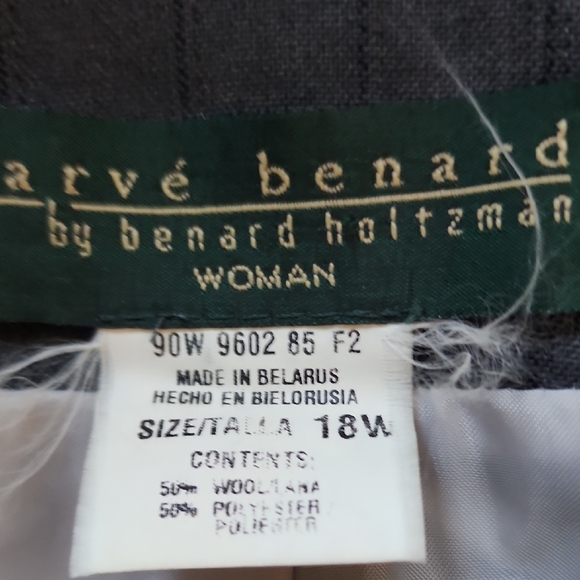 arvé benard
by benard holtzman
WOMAN
90W 9602 85 F2
MADE IN BELARUS
HECHO EN BIELORUSIA
SIZE/TALLA 18W
CONTENTS:
50% WOOL/LANA
50% POLYESTER/
POLIESTER